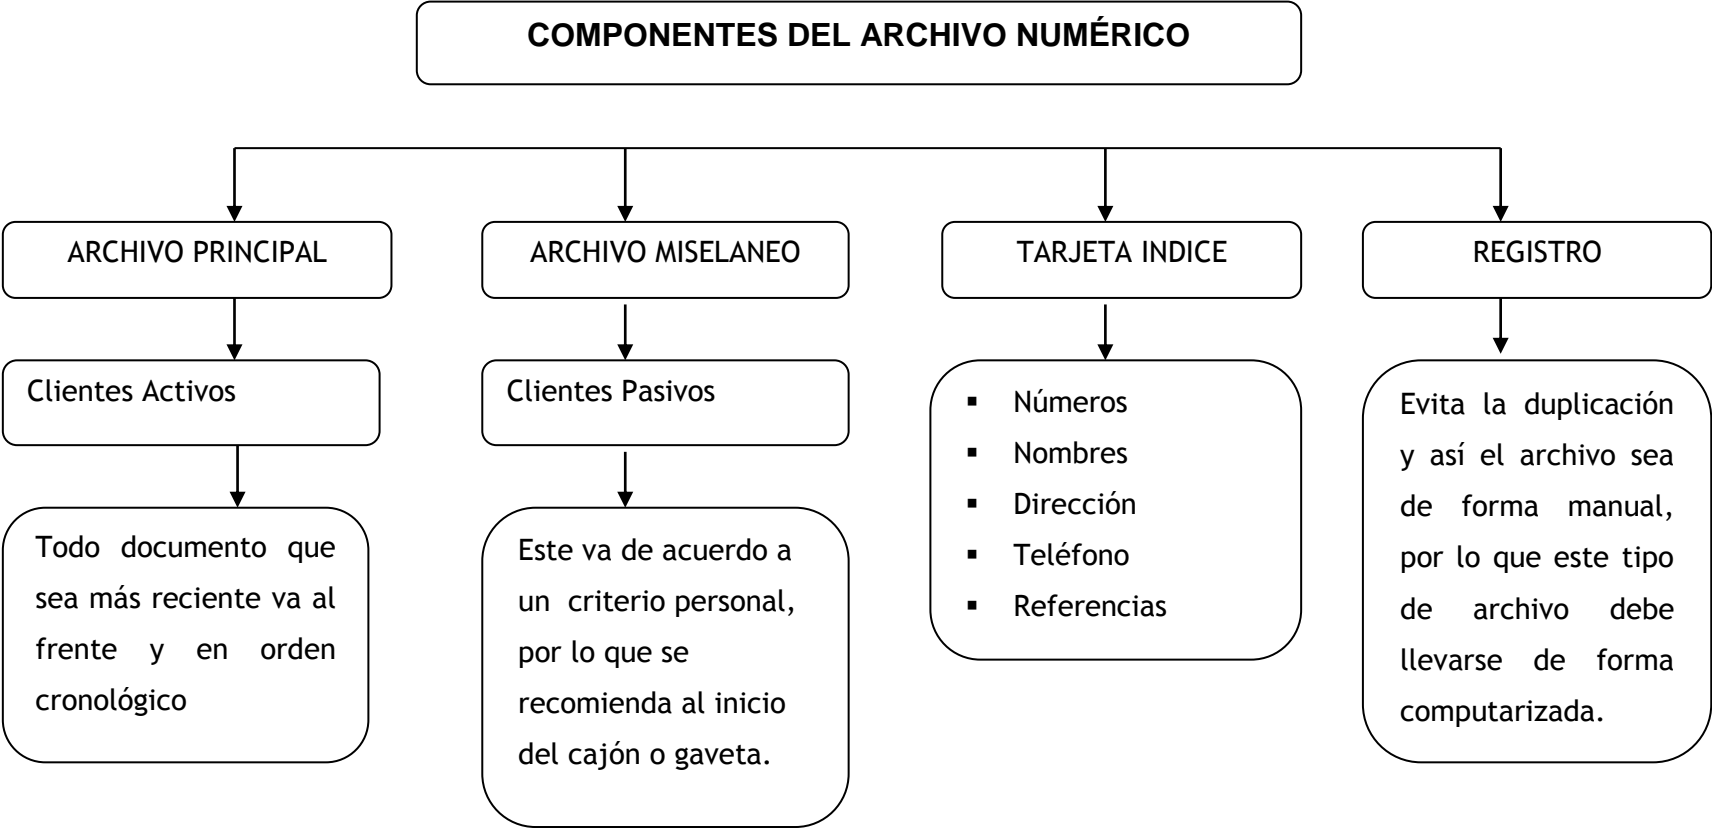 COMPONENTES DEL ARCHIVO NUMÉRICO
ARCHIVO PRINCIPAL
Clientes Activos
Todo documento que
sea más reciente va al
frente y en orden
cronológico
ARCHIVO MISELANEO
Clientes Pasivos
Este va de acuerdo a
un criterio personal,
por lo que se
recomienda al inicio
del cajón o gaveta.
TARJETA INDICE
▪ Números
▪ Nombres
▪ Dirección
▪ Teléfono
▪ Referencias
REGISTRO
Evita la duplicación
y así el archivo sea
de forma manual,
por lo que este tipo
de archivo debe
llevarse de forma
computarizada.